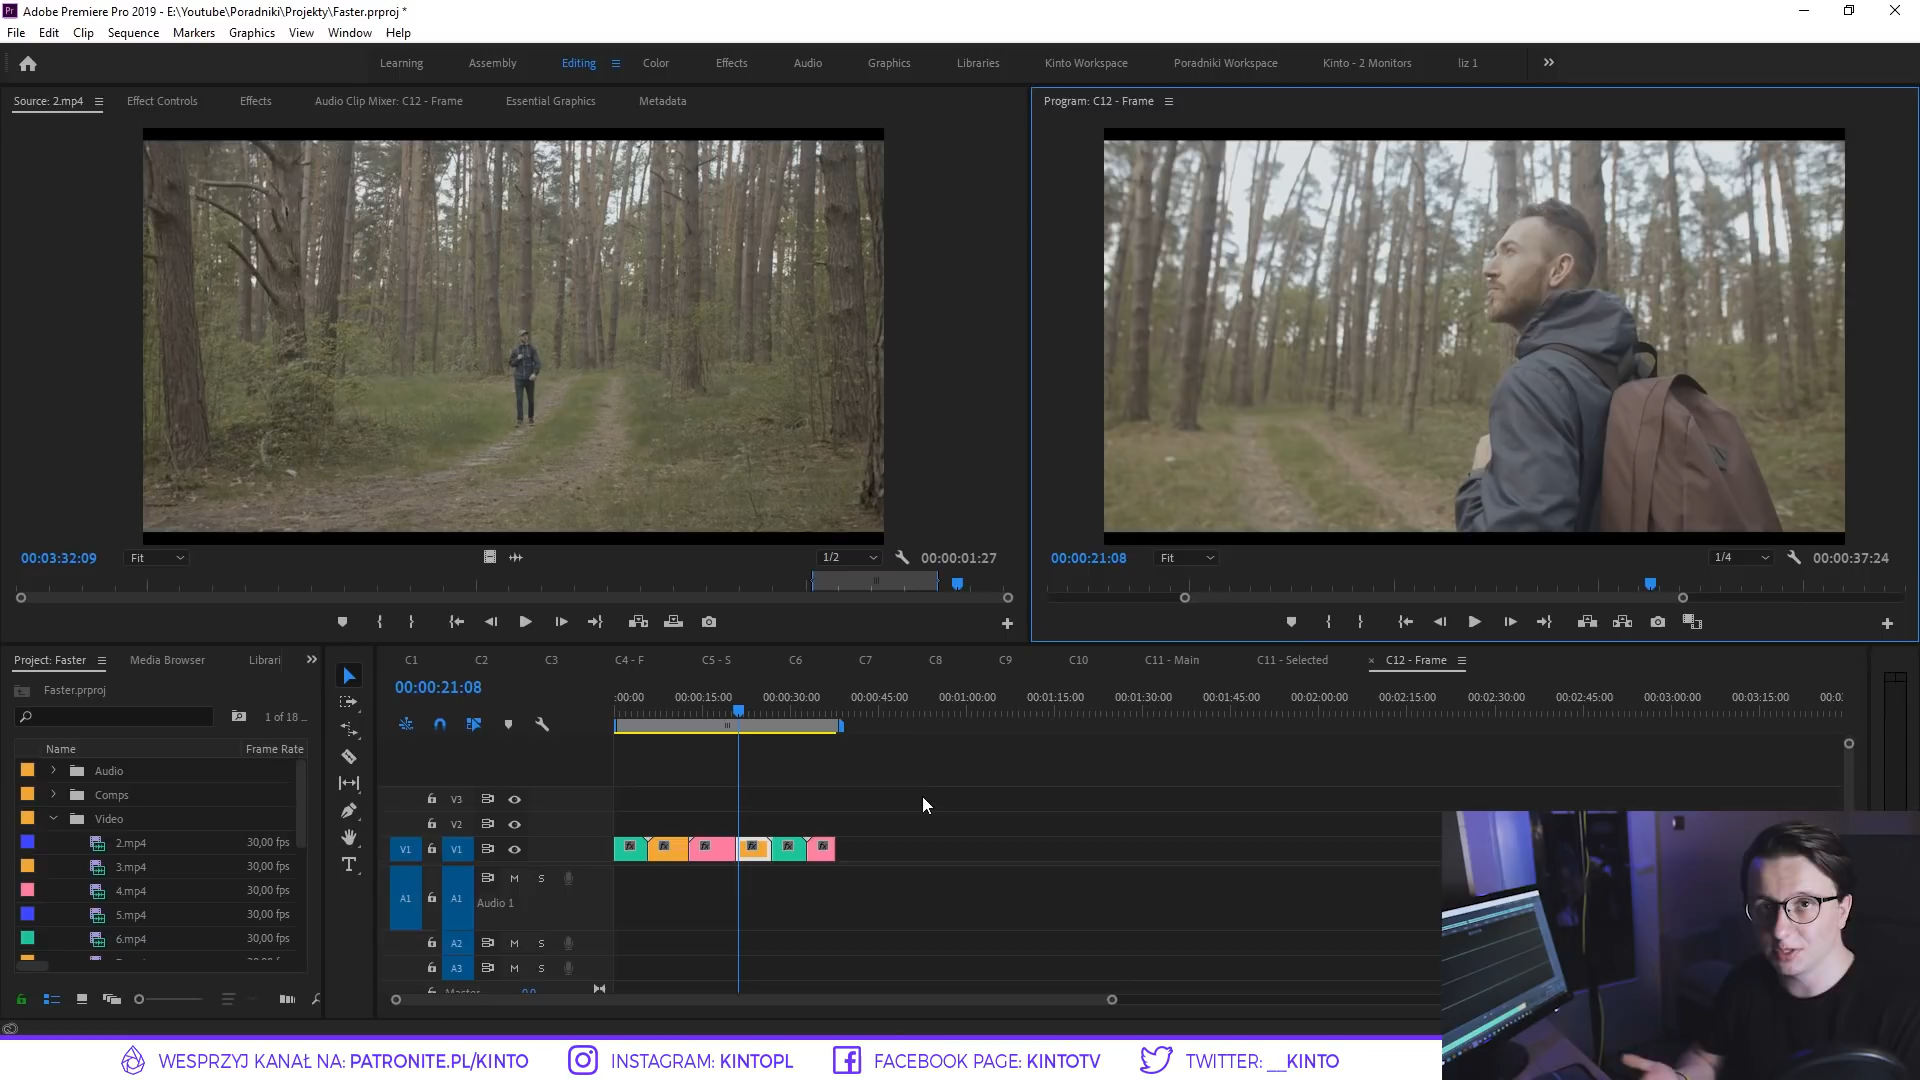 Pr Adobe Premiere Pro 2019 - E:\Youtube\Poradniki\Projekty\Faster.prproj *
File Edit Clip Sequence Markers Graphics View Window Help
Learning Assembly Editing Color Effects Audio Graphics Libraries Kinto Workspace Poradniki Workspace Kinto - 2 Monitors liz 1
Source: 2.mp4 Effect Controls Effects Audio Clip Mixer: C12 - Frame Essential Graphics Metadata
Program: C12 - Frame
00:03:32:09 Fit 1/2 00:00:01:27
00:00:21:08 Fit 1/4 00:00:37:24
Project: Faster Media Browser Librari
C1 C2 C3 C4 - F C5 - S C6 C7 C8 C9 C10 C11 - Main C11 - Selected × C12 - Frame
Faster.prproj
1 of 18 ...
00:00:21:08
:00:00 00:00:15:00 00:00:30:00 00:00:45:00 00:01:00:00 00:01:15:00 00:01:30:00 00:01:45:00 00:02:00:00 00:02:15:00 00:02:30:00 00:02:45:00 00:03:00:00 00:03:15:00 00:0
Name Frame Rate
Audio
Comps
Video
2.mp4 30,00 fps
3.mp4 30,00 fps
4.mp4 30,00 fps
5.mp4 30,00 fps
6.mp4 30,00 fps
V3
V2
V1 V1 fx fx fx fx fx fx
A1 A1 M S
Audio 1
A2 M S
A3 M S
Master 0,0
WESPRZYJ KANAŁ NA: PATRONITE.PL/KINTO INSTAGRAM: KINTOPL FACEBOOK PAGE: KINTOTV TWITTER: __KINTO